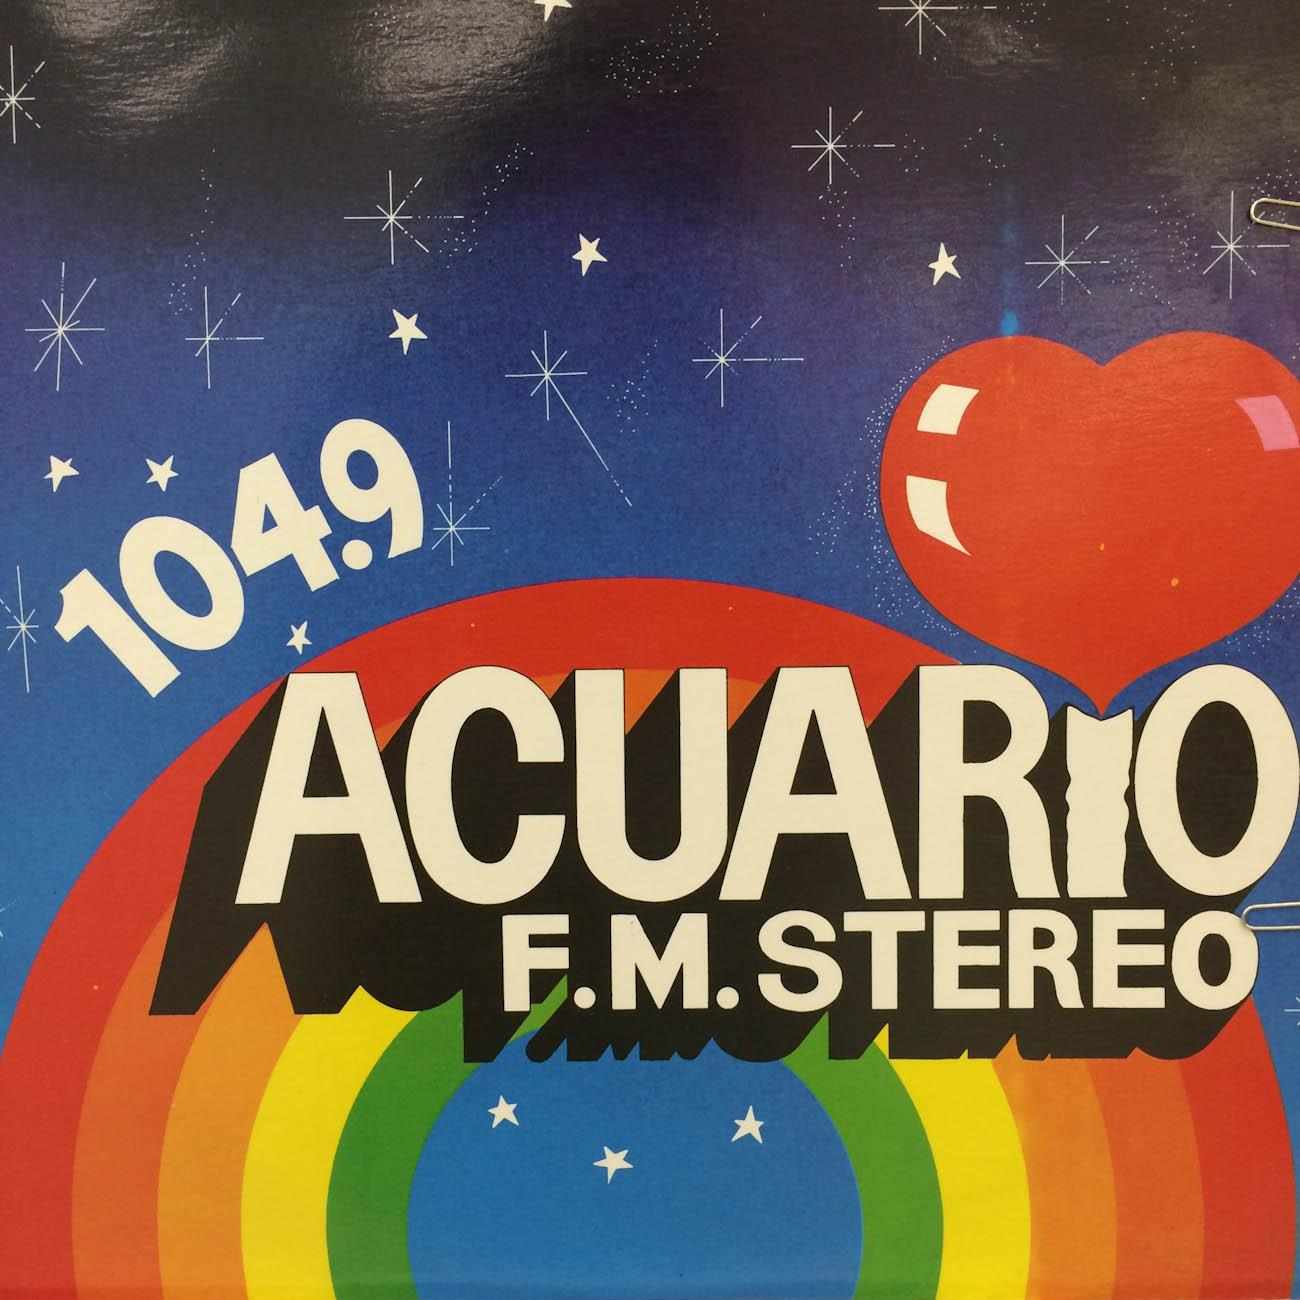 104.9
ACUARIO
F.M. STEREO